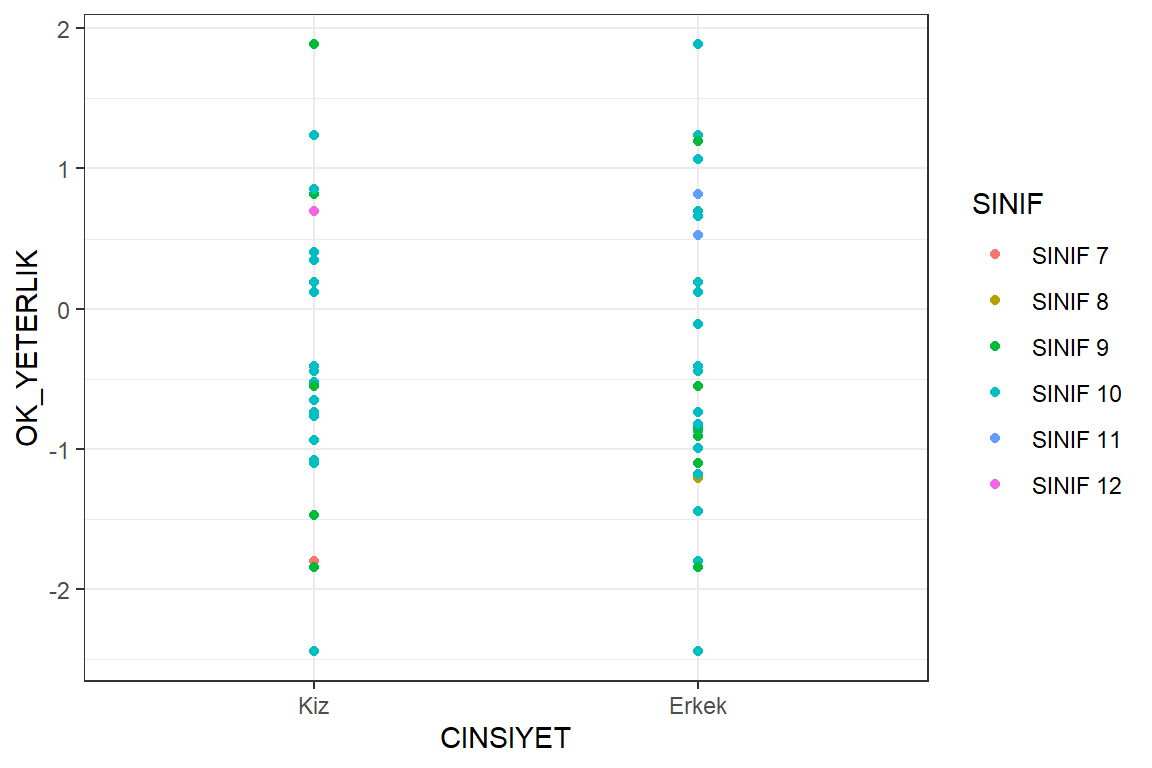 2
1
0
-1
-2
OK_YETERLIK
Kiz
Erkek
CINSIYET
SINIF
SINIF 7
SINIF 8
SINIF 9
SINIF 10
SINIF 11
SINIF 12